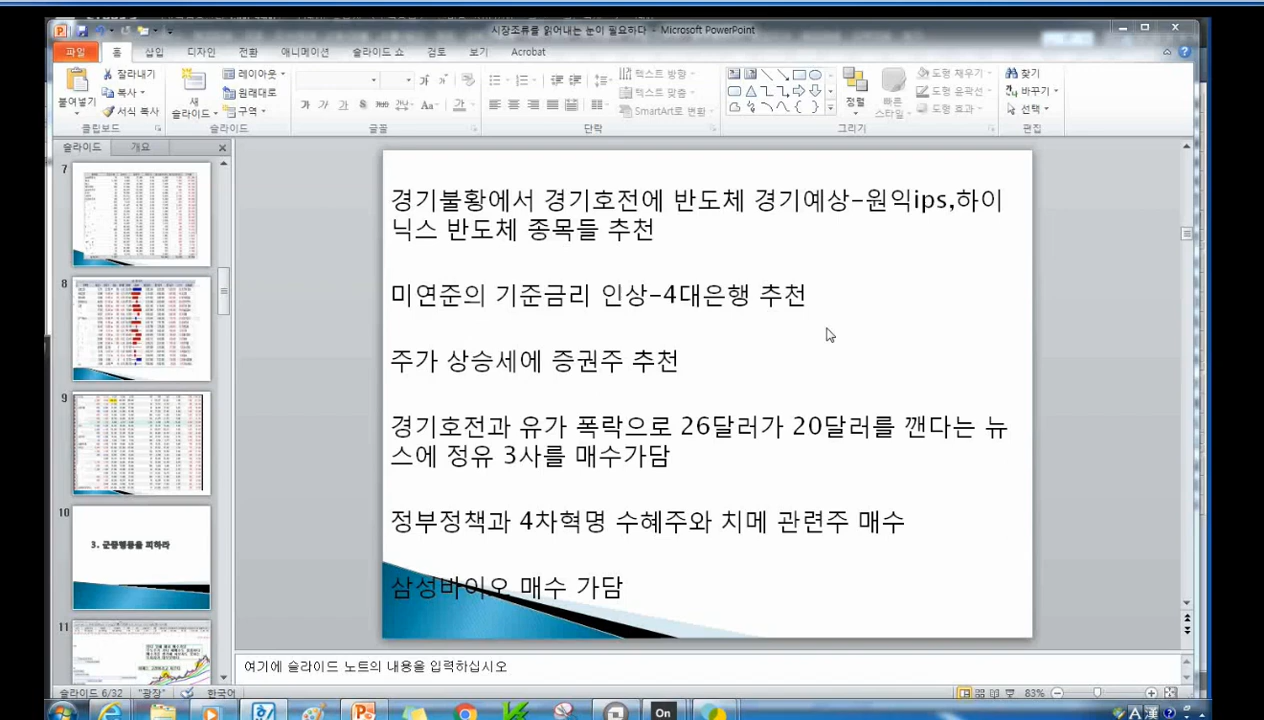 시장조류를 읽어내는 눈이 필요하다 - Microsoft PowerPoint
파일 홈 삽입 디자인 전환 애니메이션 슬라이드 쇼 검토 보기 Acrobat
잘라내기
복사
서식 복사
붙여넣기
클립보드
새 슬라이드
레이아웃
원래대로
구역
슬라이드
글꼴
텍스트 방향
텍스트 맞춤
SmartArt로 변환
단락
정렬
빠른 스타일
도형 채우기
도형 윤곽선
도형 효과
그리기
찾기
바꾸기
선택
편집
슬라이드 개요
7
8
9
10
3. 군중행동을 피하라
11
경기불황에서 경기호전에 반도체 경기예상-원익ips,하이
닉스 반도체 종목들 추천
미연준의 기준금리 인상-4대은행 추천
주가 상승세에 증권주 추천
경기호전과 유가 폭락으로 26달러가 20달러를 깬다는 뉴
스에 정유 3사를 매수가담
정부정책과 4차혁명 수혜주와 치메 관련주 매수
삼성바이오 매수 가담
여기에 슬라이드 노트의 내용을 입력하십시오
슬라이드 6/32 "광장" 한국어 83%
On
A 漢